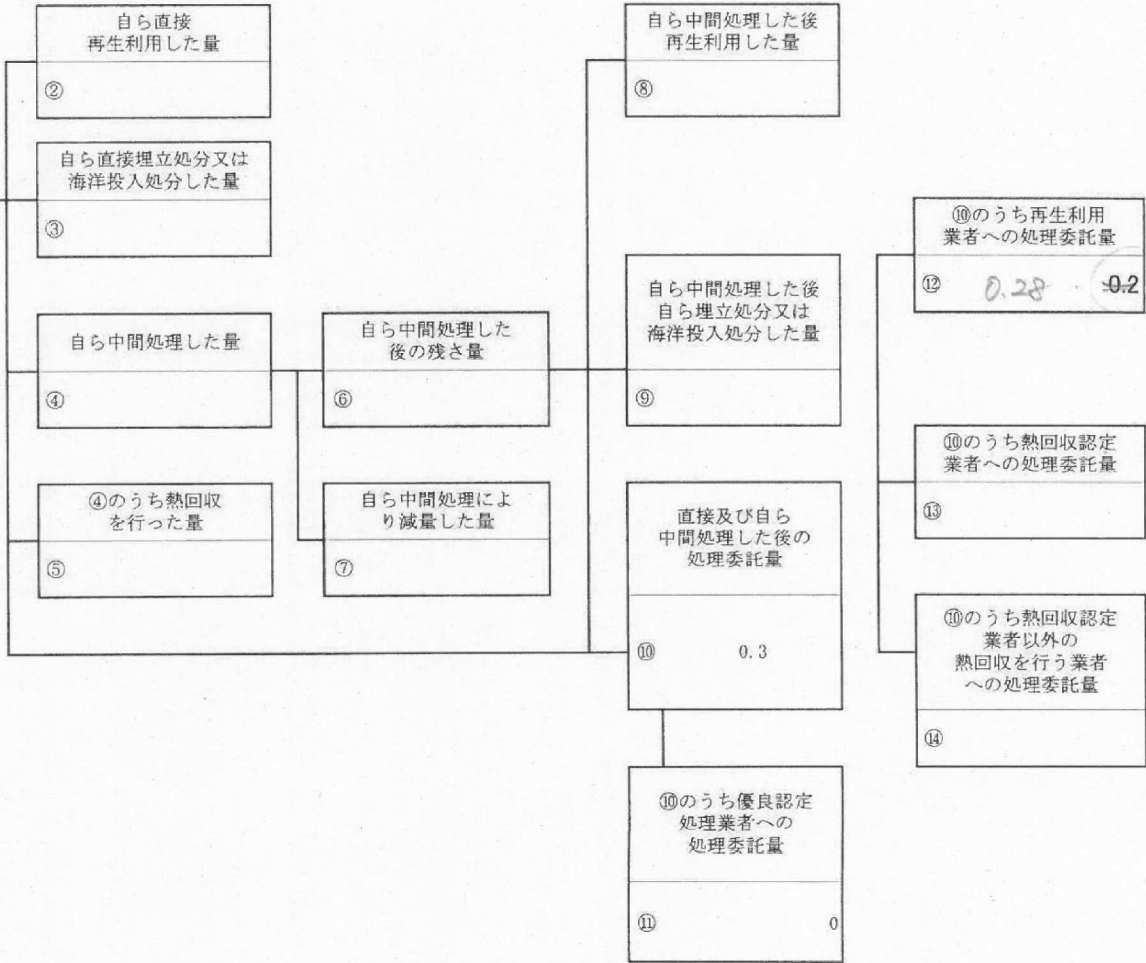 自ら直接
再生利用した量
②
自ら直接埋立処分又は
海洋投入処分した量
③
自ら中間処理した量
④
④のうち熱回収
を行った量
⑤
自ら中間処理した
後の残さ量
⑥
自ら中間処理によ
り減量した量
⑦
自ら中間処理した後
再生利用した量
⑧
自ら中間処理した後
自ら埋立処分又は
海洋投入処分した量
⑨
直接及び自ら
中間処理した後の
処理委託量
⑩ 0.3
⑩のうち優良認定
処理業者への
処理委託量
⑪ 0
⑩のうち再生利用
業者への処理委託量
⑫ 0.28 0.2
⑩のうち熱回収認定
業者への処理委託量
⑬
⑩のうち熱回収認定
業者以外の
熱回収を行う業者
への処理委託量
⑭